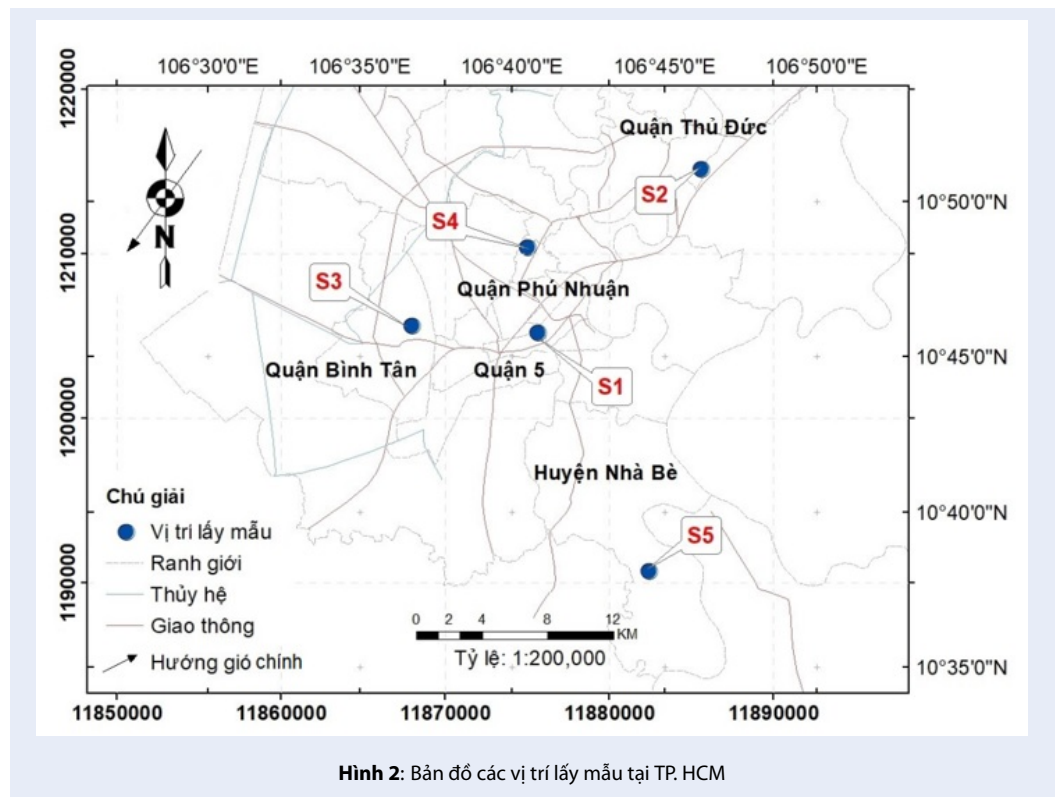 106°30'0"E 106°35'0"E 106°40'0"E 106°45'0"E 106°50'0"E
1220000
Quận Thủ Đức
S2
10°50'0"N
S4
N
1210000
S3
Quận Phú Nhuận
10°45'0"N
Quận Bình Tân
Quận 5
S1
1200000
Huyện Nhà Bè
Chú giải
10°40'0"N
Vị tri lấy mẫu
S5
Ranh giới
1190000
Thủy hệ
Giao thông
0 2 4 8 12
KM
Hướng gió chính
Tỷ lệ: 1:200,000
10°35'0"N
11850000 11860000 11870000 11880000 11890000
Hình 2: Bản đồ các vị trí lấy mẫu tại TP. HCM